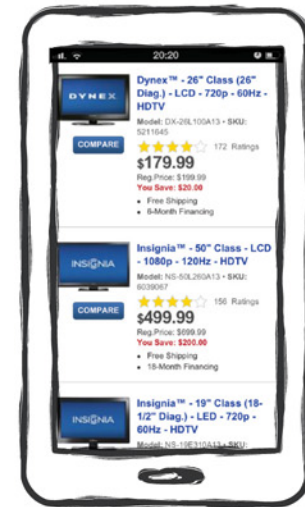 20:20
DYNEX
Dynex™ - 26" Class (26"
Diag.) - LCD - 720p - 60Hz -
HDTV
Model: DX-26L100A13 • SKU:
5211645
COMPARE
172 Ratings
$179.99
Reg.Price: $199.99
You Save: $20.00
• Free Shipping
• 6-Month Financing
INSIGNIA
Insignia™ - 50" Class - LCD
- 1080p - 120Hz - HDTV
Model: NS-50L260A13 • SKU:
6039067
COMPARE
156 Ratings
$499.99
Reg.Price: $699.99
You Save: $200.00
• Free Shipping
• 18-Month Financing
INSIGNIA
Insignia™ - 19" Class (18-
1/2" Diag.) - LED - 720p -
60Hz - HDTV
Model: NS-19E310A13 • SKU: